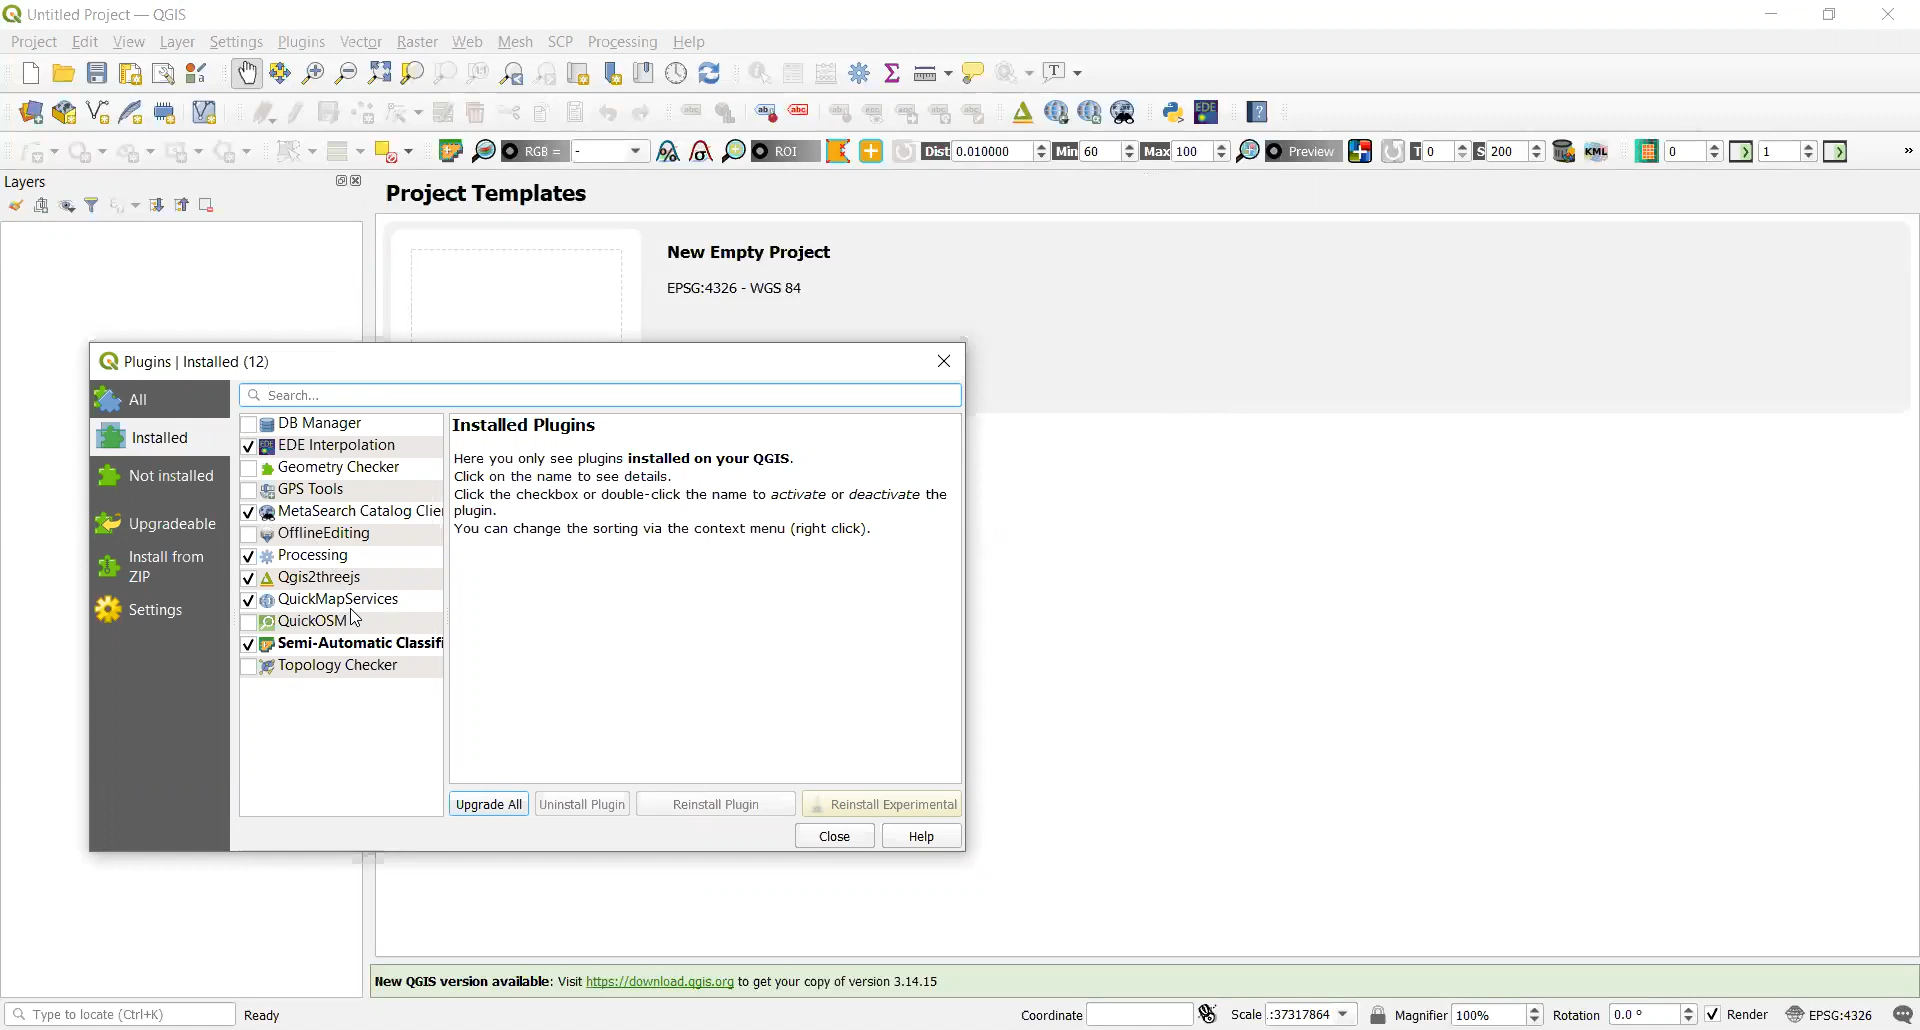 Untitled Project — QGIS
Project Edit View Layer Settings Plugins Vector Raster Web Mesh SCP Processing Help
RGB = - ROI Dist 0.010000 Min 60 Max 100 Preview T 0 S 200 KML 0 1 »
Layers
Project Templates
New Empty Project
EPSG:4326 - WGS 84
Plugins | Installed (12)
All
Installed
Not installed
Upgradeable
Install from
ZIP
Settings
Search...
DB Manager
EDE Interpolation
Geometry Checker
GPS Tools
MetaSearch Catalog Clie
OfflineEditing
Processing
Qgis2threejs
QuickMapServices
QuickOSM
Semi-Automatic Classifi
Topology Checker
Installed Plugins
Here you only see plugins installed on your QGIS.
Click on the name to see details.
Click the checkbox or double-click the name to activate or deactivate the
plugin.
You can change the sorting via the context menu (right click).
Upgrade All Uninstall Plugin Reinstall Plugin Reinstall Experimental
Close Help
New QGIS version available: Visit https://download.qgis.org to get your copy of version 3.14.15
Type to locate (Ctrl+K) Ready Coordinate Scale :37317864 Magnifier 100% Rotation 0.0 ° Render EPSG:4326